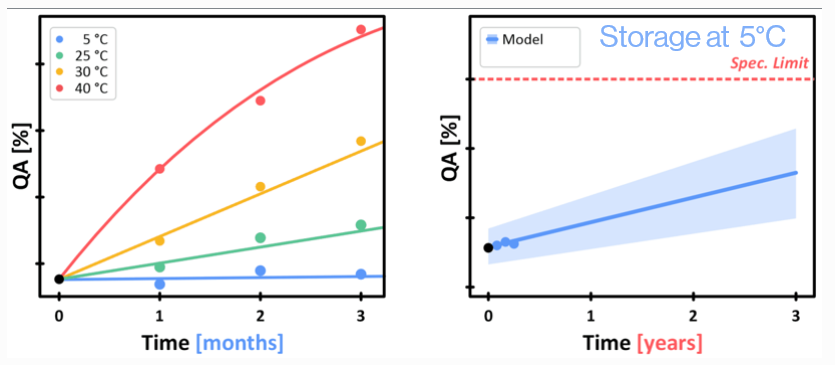 5 °C
25 °C
30 °C
40 °C
QA [%]
0 1 2 3
Time [months]
Model
Storage at 5°C
Spec. Limit
QA [%]
0 1 2 3
Time [years]